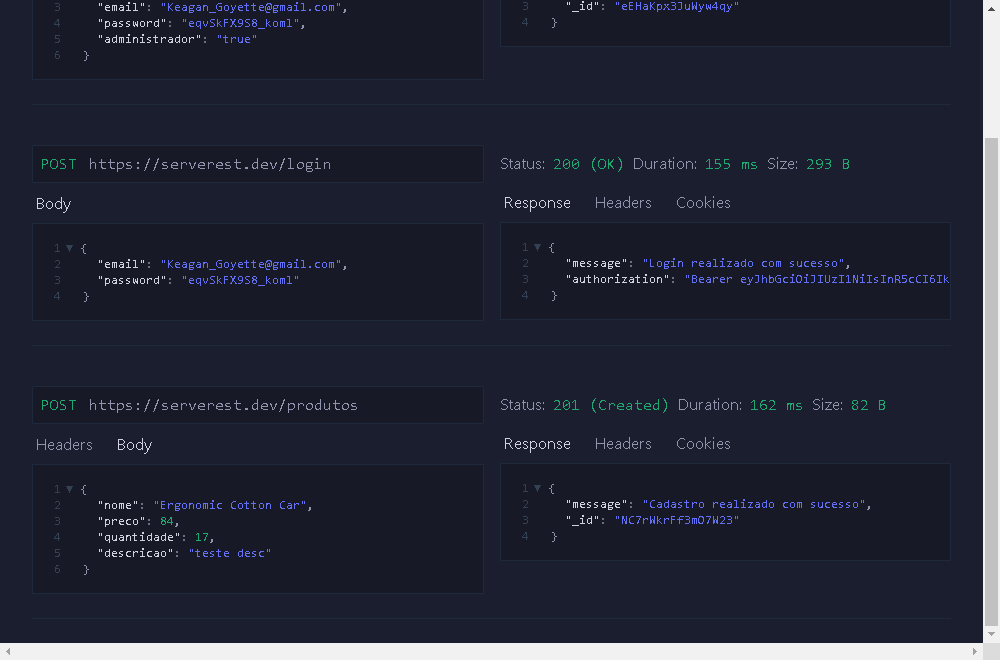 3 "email": "Keagan_Goyette@gmail.com",
4 "password": "eqvSkFX9S8_koml",
5 "administrador": "true"
6 }
3 "_id": "eEHaKpx3JuWyw4qy"
4 }
POST https://serverest.dev/login
Body
1 {
2 "email": "Keagan_Goyette@gmail.com",
3 "password": "eqvSkFX9S8_koml"
4 }
Status: 200 (OK) Duration: 155 ms Size: 293 B
Response Headers Cookies
1 {
2 "message": "Login realizado com sucesso",
3 "authorization": "Bearer eyJhbGciOiJIUzI1NiIsInR5cCI6Ik
4 }
POST https://serverest.dev/produtos
Headers Body
1 {
2 "nome": "Ergonomic Cotton Car",
3 "preco": 84,
4 "quantidade": 17,
5 "descricao": "teste desc"
6 }
Status: 201 (Created) Duration: 162 ms Size: 82 B
Response Headers Cookies
1 {
2 "message": "Cadastro realizado com sucesso",
3 "_id": "NC7rWkrFf3mO7W23"
4 }